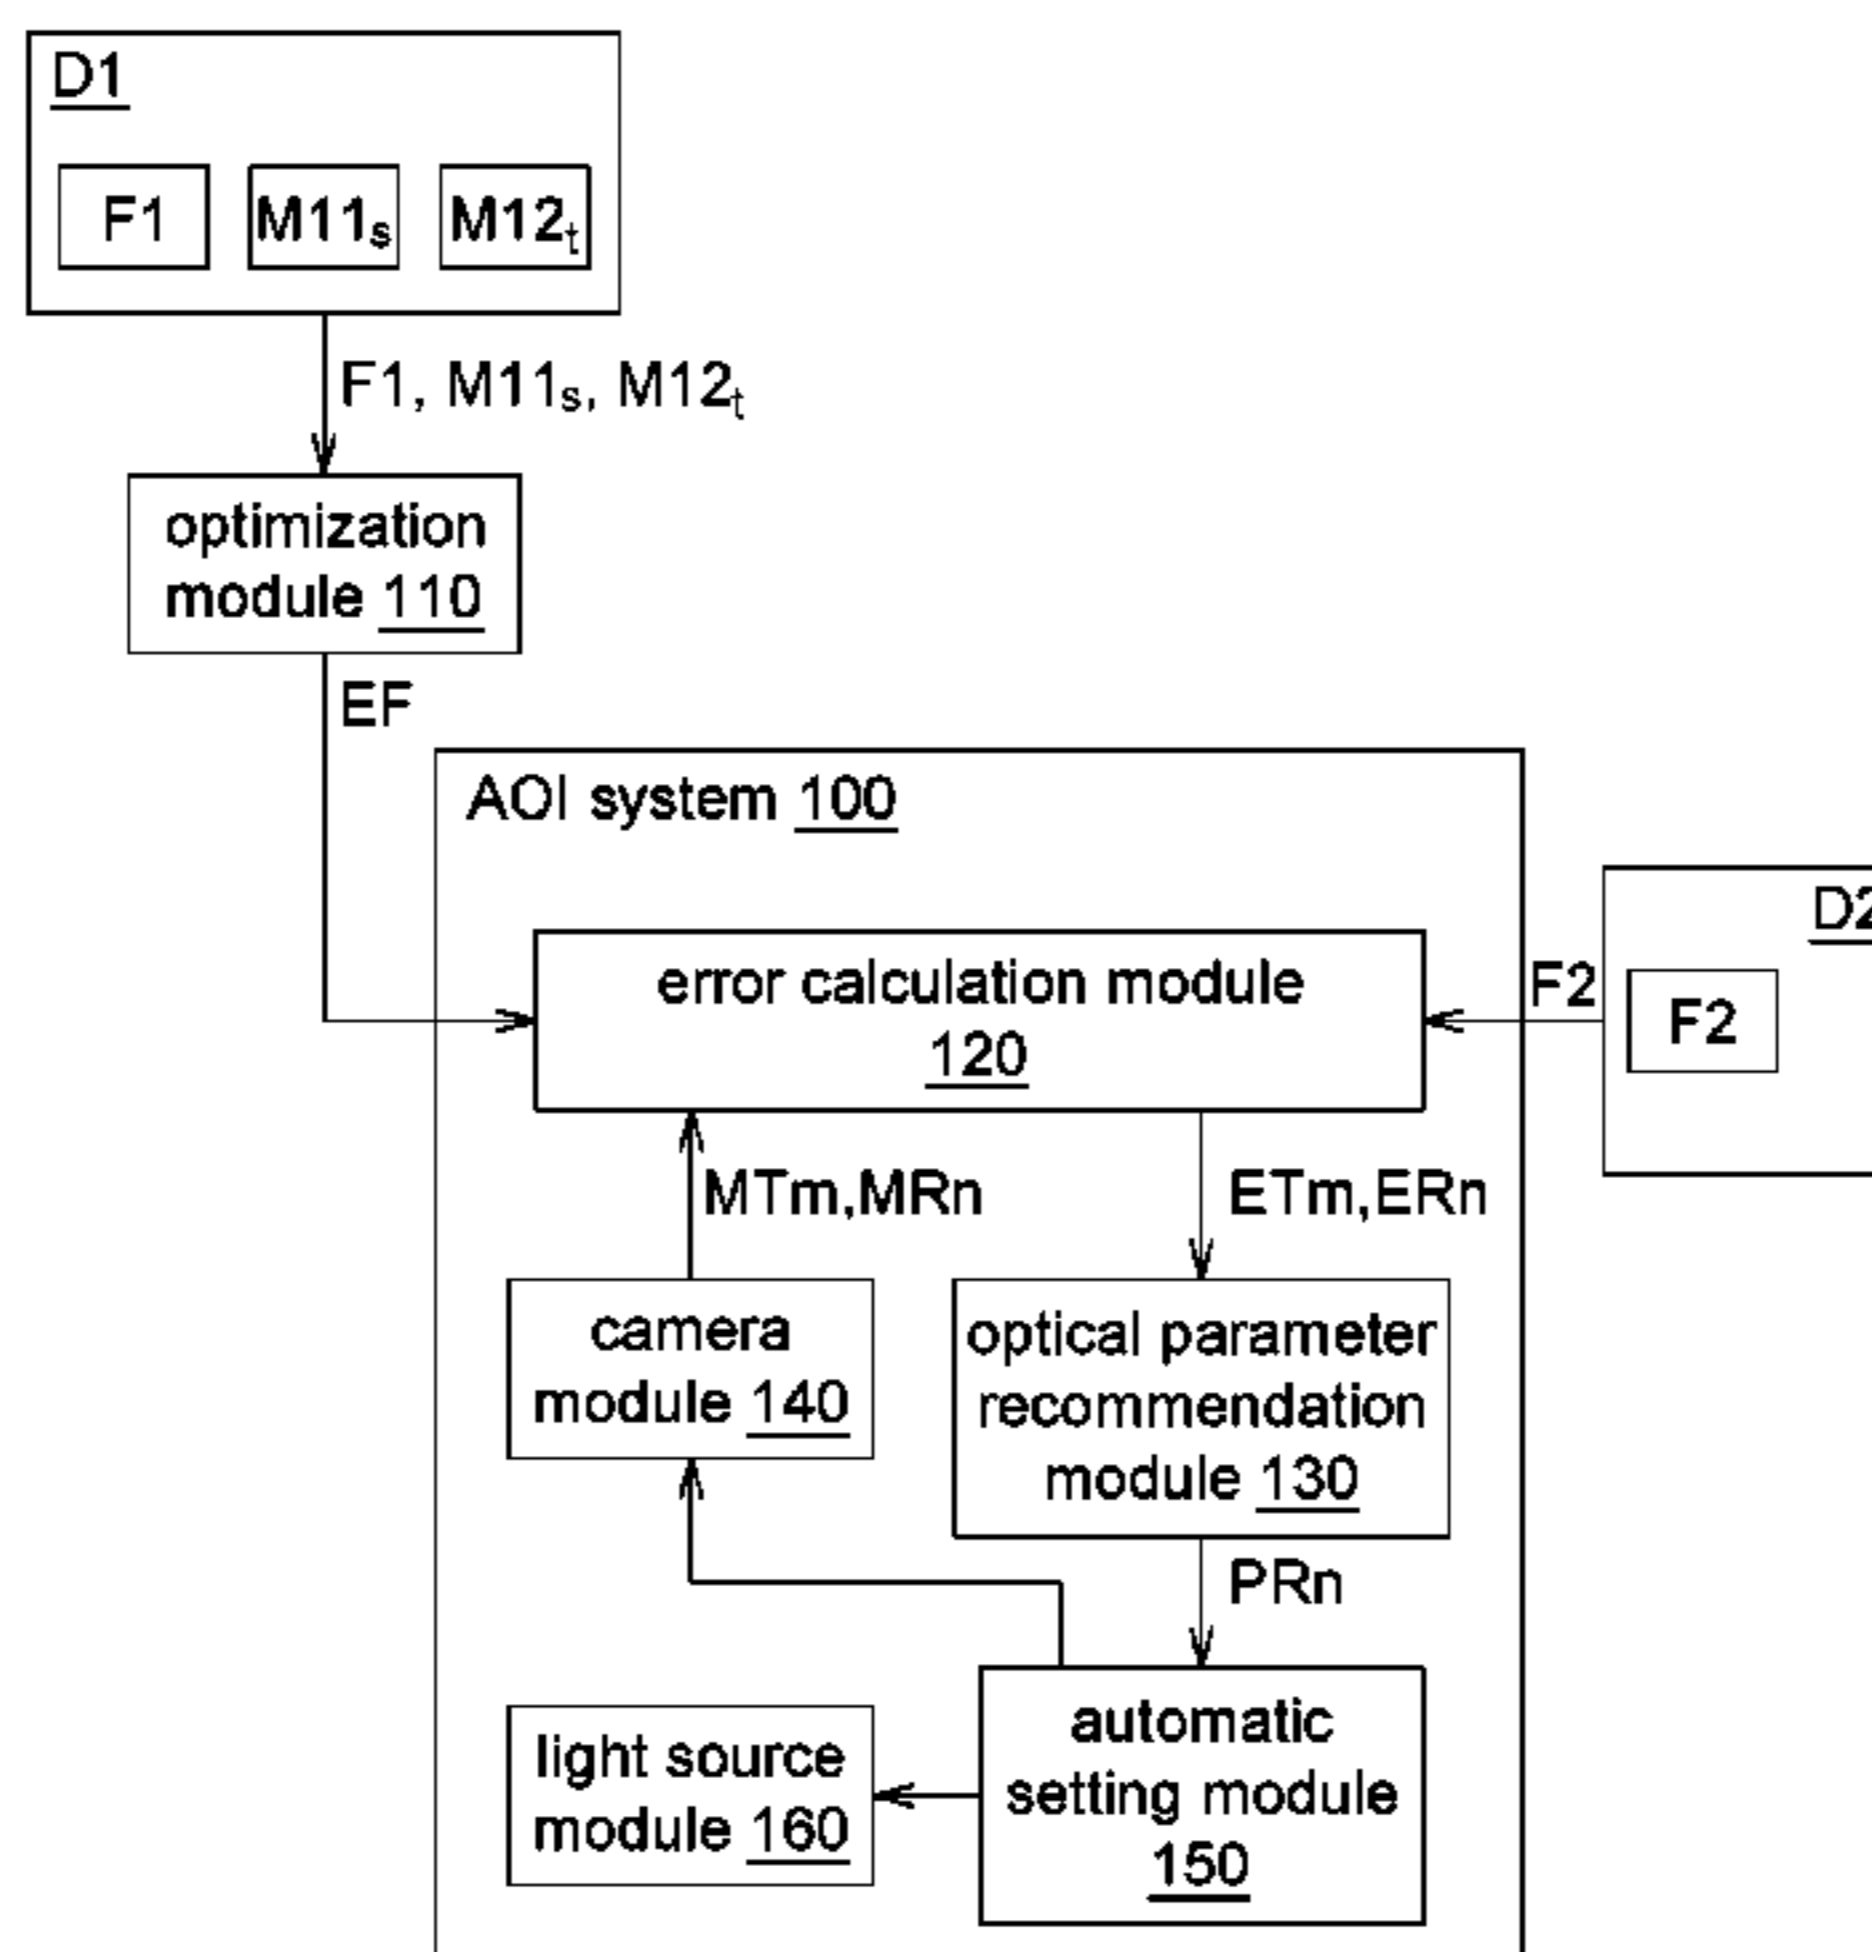 D1
F1 M11s M12t
F1, M11s, M12t
optimization
module 110
EF
AOI system 100
D2
error calculation module
120
F2
F2
MTm,MRn
ETm,ERn
camera
module 140
optical parameter
recommendation
module 130
PRn
light source
module 160
automatic
setting module
150